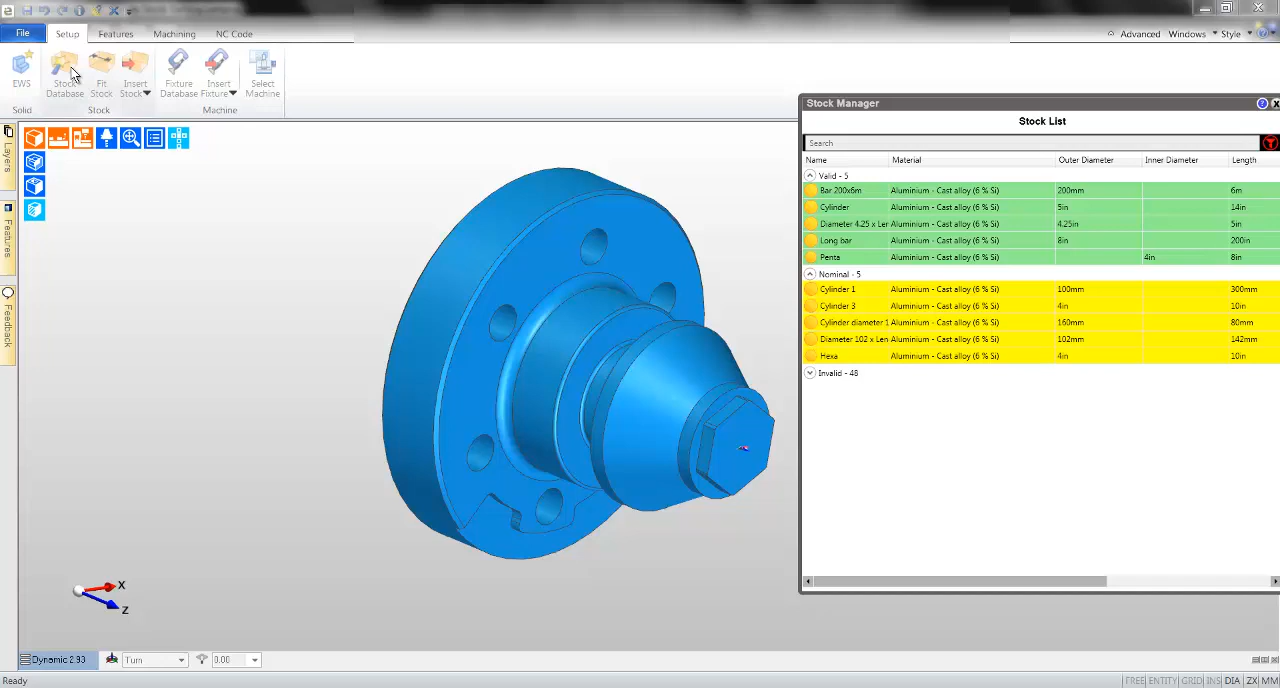 File Setup Features Machining NC Code Advanced Windows Style
EWS Stock Database Fit Stock Insert Stock Fixture Database Insert Fixture Select Machine
Solid Stock Machine
Layers
Features
Feedback
Stock Manager
Stock List
Search
Name Material Outer Diameter Inner Diameter Length
Valid - 5
Bar 200x6m Aluminium - Cast alloy (6 % Si) 200mm 6m
Cylinder Aluminium - Cast alloy (6 % Si) 5in 14in
Diameter 4.25 x Ler Aluminium - Cast alloy (6 % Si) 4.25in 5in
Long bar Aluminium - Cast alloy (6 % Si) 8in 200in
Penta Aluminium - Cast alloy (6 % Si) 4in 8in
Nominal - 5
Cylinder 1 Aluminium - Cast alloy (6 % Si) 100mm 300mm
Cylinder 3 Aluminium - Cast alloy (6 % Si) 4in 10in
Cylinder diameter 1 Aluminium - Cast alloy (6 % Si) 160mm 80mm
Diameter 102 x Len Aluminium - Cast alloy (6 % Si) 102mm 142mm
Hexa Aluminium - Cast alloy (6 % Si) 4in 10in
Invalid - 48
X
Z
Dynamic 2.93 Turn 0.00
Ready FREE ENTITY GRID INS DIA ZX MM